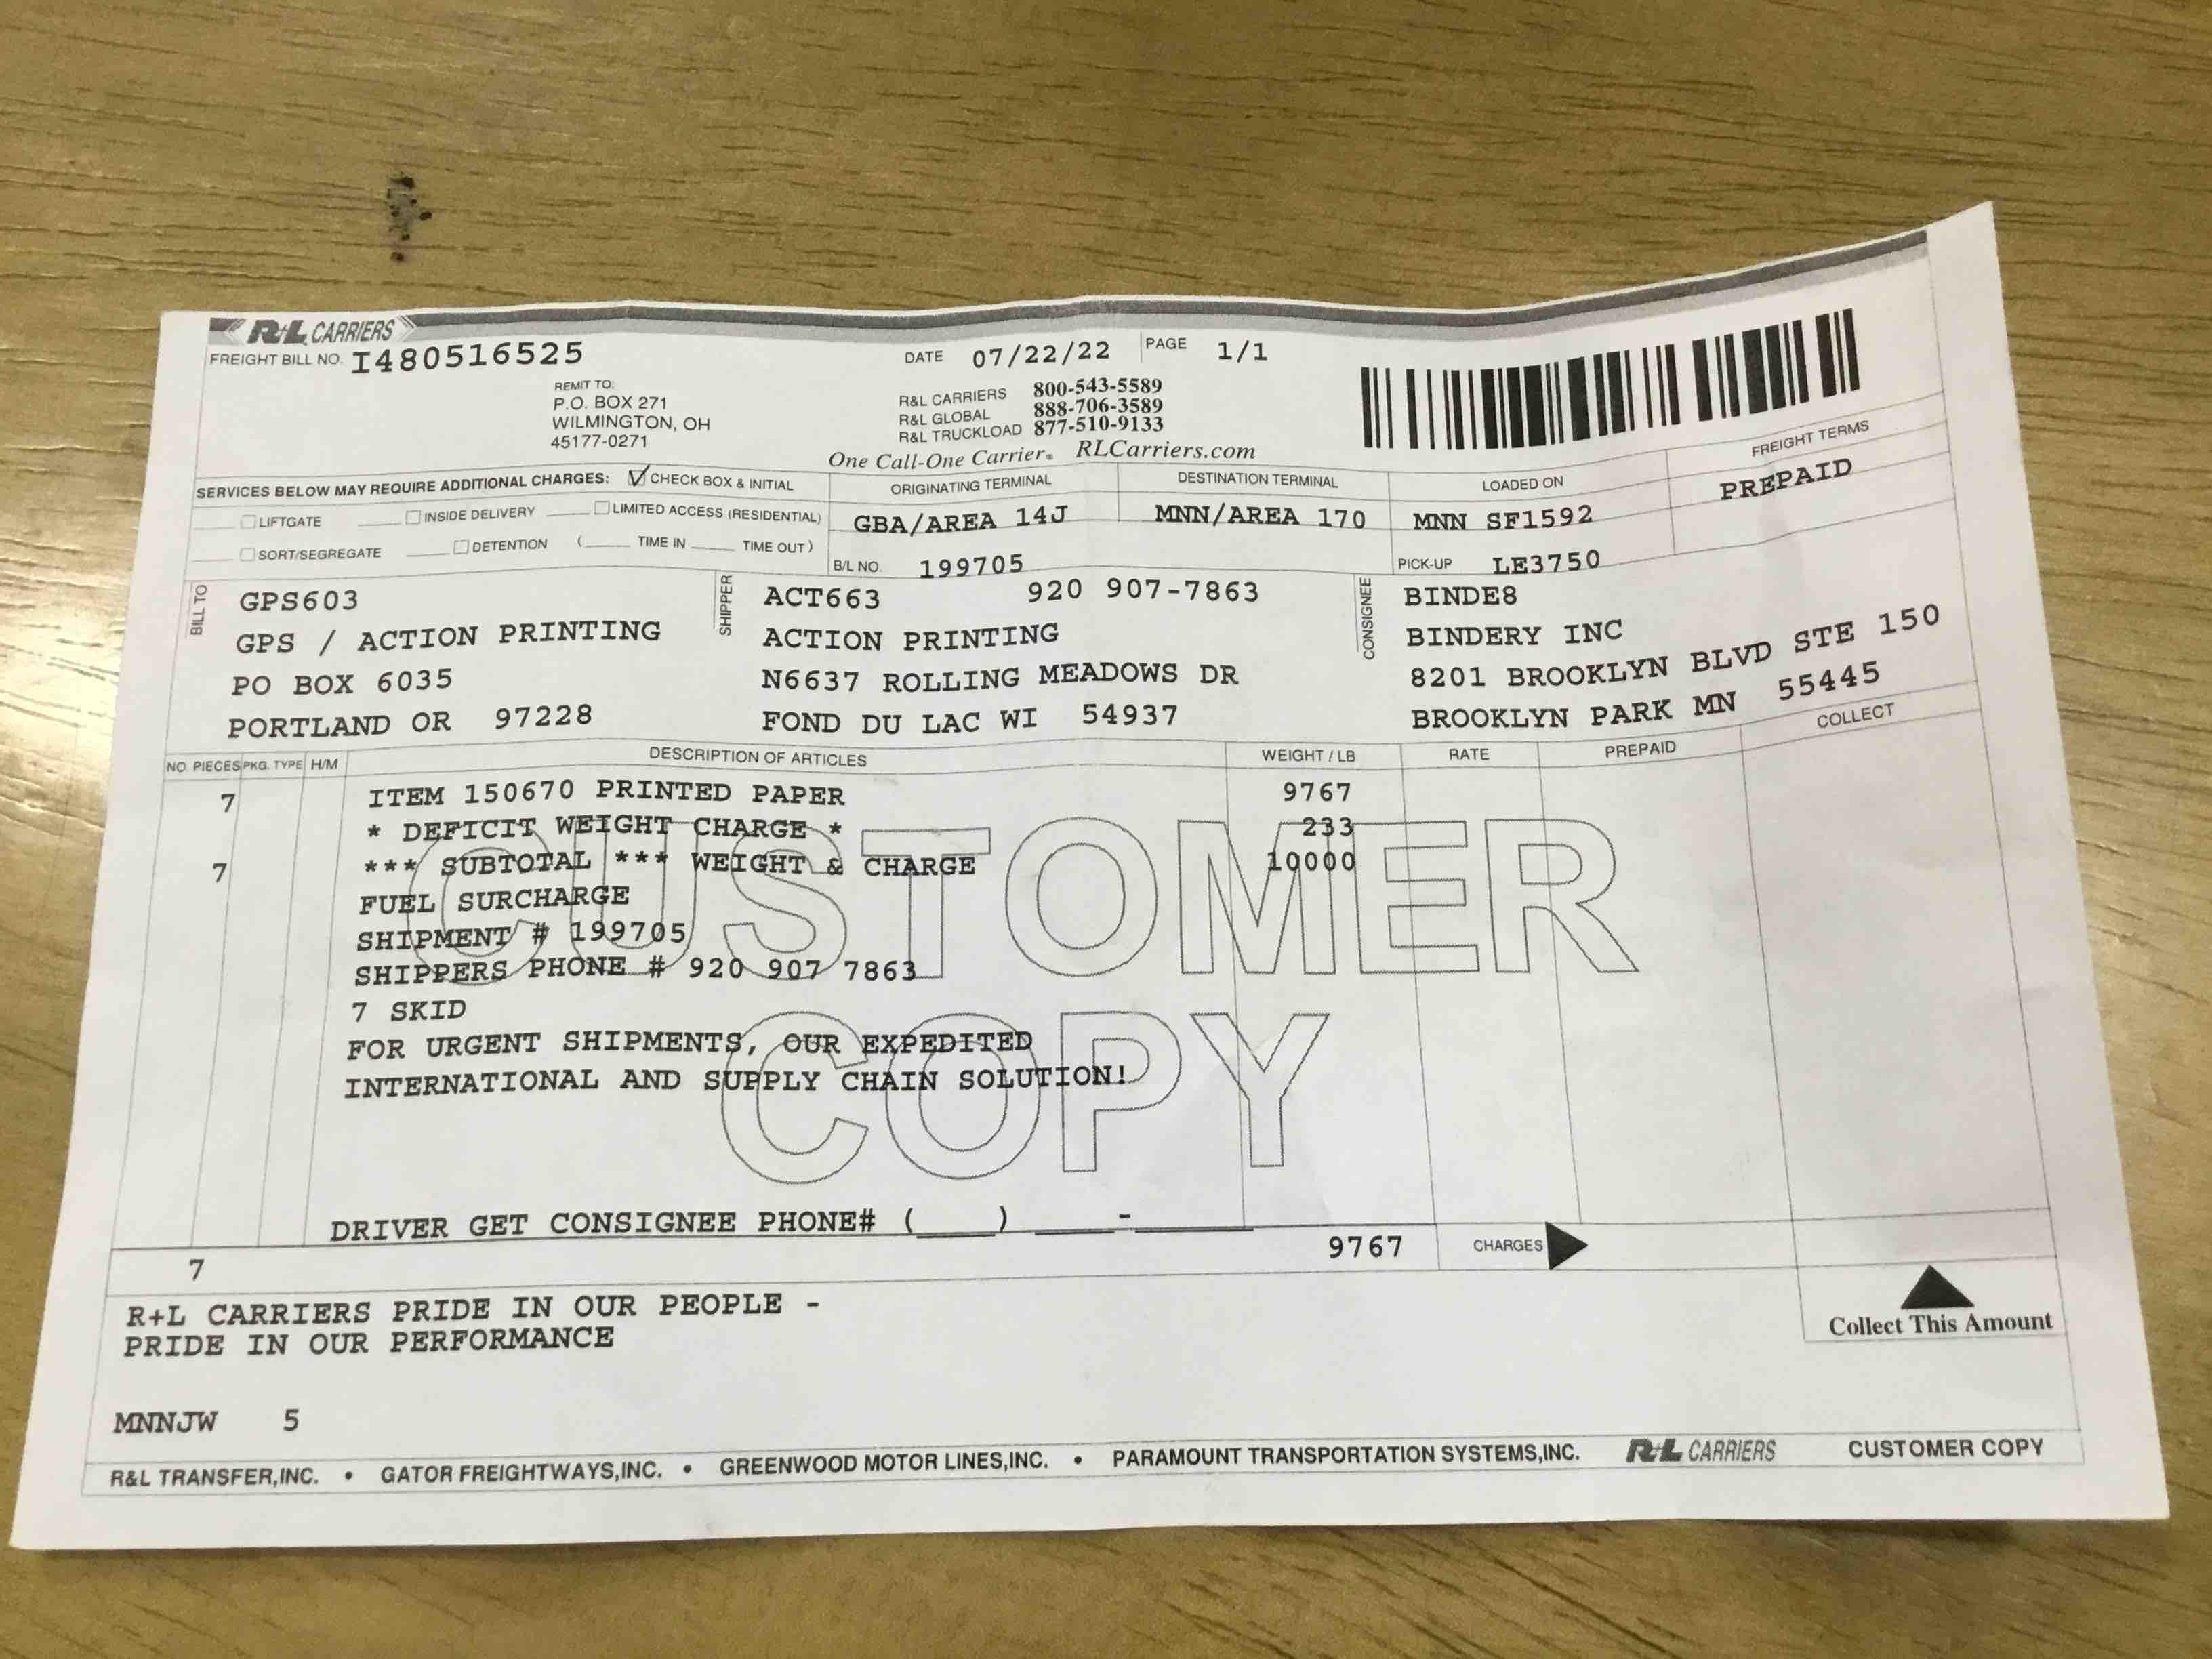 R+L CARRIERS
FREIGHT BILL NO. I480516525
DATE 07/22/22 PAGE 1/1
REMIT TO:
P.O. BOX 271
WILMINGTON, OH
45177-0271
R&L CARRIERS 800-543-5589
R&L GLOBAL 888-706-3589
R&L TRUCKLOAD 877-510-9133
One Call-One Carrier. RLCarriers.com
SERVICES BELOW MAY REQUIRE ADDITIONAL CHARGES: CHECK BOX & INITIAL
LIFTGATE INSIDE DELIVERY LIMITED ACCESS (RESIDENTIAL)
SORT/SEGREGATE DETENTION ( TIME IN TIME OUT )
ORIGINATING TERMINAL
GBA/AREA 14J
DESTINATION TERMINAL
MNN/AREA 170
LOADED ON
MNN SF1592
FREIGHT TERMS
PREPAID
B/L NO. 199705
PICK-UP LE3750
BILL TO
GPS603
GPS / ACTION PRINTING
PO BOX 6035
PORTLAND OR 97228
SHIPPER
ACT663 920 907-7863
ACTION PRINTING
N6637 ROLLING MEADOWS DR
FOND DU LAC WI 54937
CONSIGNEE
BINDE8
BINDERY INC
8201 BROOKLYN BLVD STE 150
BROOKLYN PARK MN 55445
NO. PIECES PKG. TYPE H/M DESCRIPTION OF ARTICLES WEIGHT / LB RATE PREPAID COLLECT
7 ITEM 150670 PRINTED PAPER 9767
* DEFICIT WEIGHT CHARGE * 233
7 *** SUBTOTAL *** WEIGHT & CHARGE 10000
FUEL SURCHARGE
SHIPMENT # 199705
SHIPPERS PHONE # 920 907 7863
7 SKID
FOR URGENT SHIPMENTS, OUR EXPEDITED
INTERNATIONAL AND SUPPLY CHAIN SOLUTION!
CUSTOMER
COPY
DRIVER GET CONSIGNEE PHONE# (____) ____-______
7 9767 CHARGES
Collect This Amount
R+L CARRIERS PRIDE IN OUR PEOPLE -
PRIDE IN OUR PERFORMANCE
MNNJW 5
R&L TRANSFER,INC. • GATOR FREIGHTWAYS,INC. • GREENWOOD MOTOR LINES,INC. • PARAMOUNT TRANSPORTATION SYSTEMS,INC. R+L CARRIERS CUSTOMER COPY